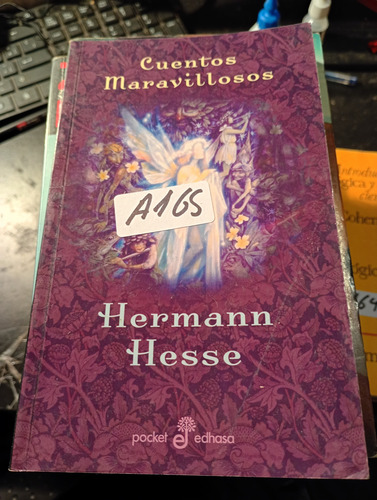 Cuentos
Maravillosos
A165
Hermann
Hesse
pocket edhasa